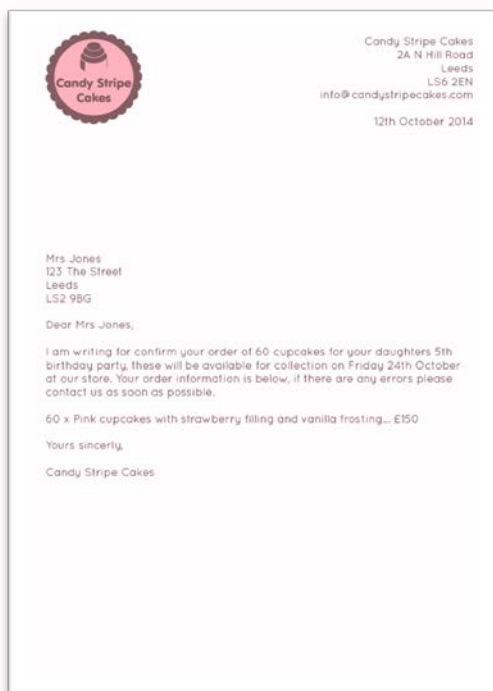 Candy Stripe
Cakes
Candy Stripe Cakes
2A N Hill Road
Leeds
LS6 2EN
info@candystripecakes.com
12th October 2014
Mrs Jones
123 The Street
Leeds
LS2 9BG
Dear Mrs Jones,
I am writing for confirm your order of 60 cupcakes for your daughters 5th
birthday party, these will be available for collection on Friday 24th October
at our store. Your order information is below, if there are any errors please
contact us as soon as possible.
60 x Pink cupcakes with strawberry filling and vanilla frosting... £150
Yours sincerly,
Candy Stripe Cakes